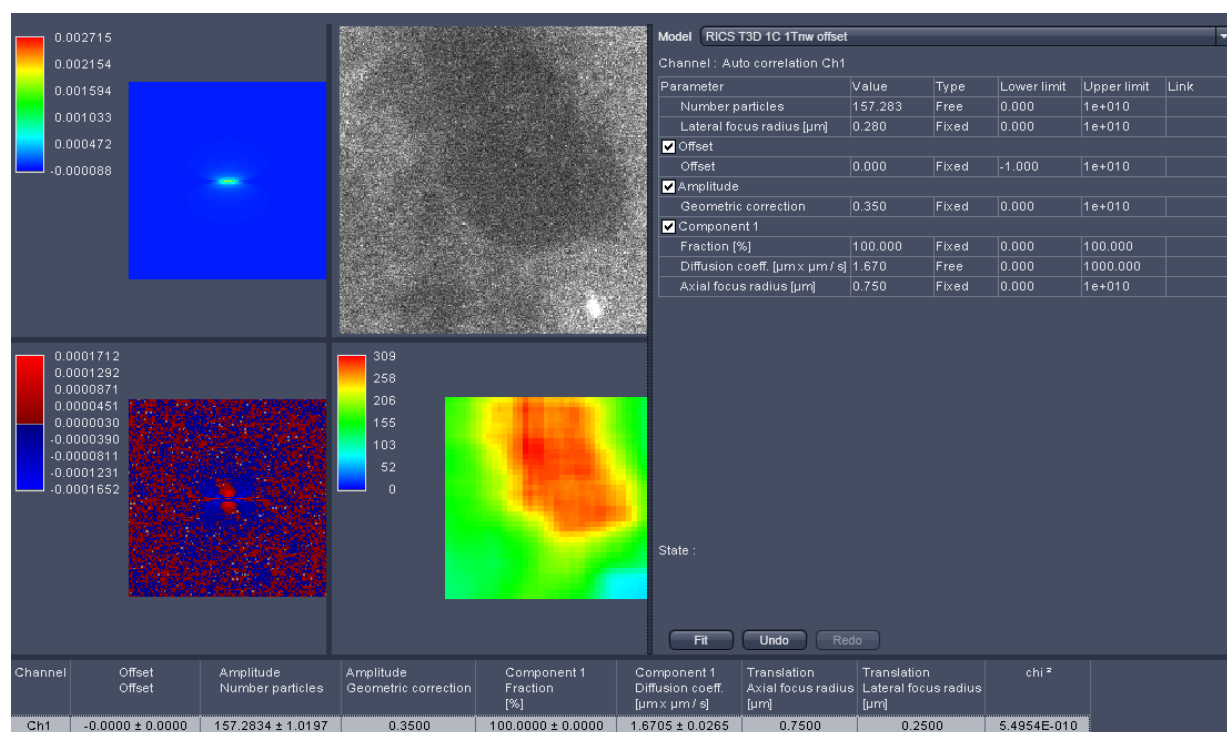 0.002715
0.002154
0.001594
0.001033
0.000472
-0.000088
0.0001712
0.0001292
0.0000871
0.0000451
0.0000030
-0.0000390
-0.0000811
-0.0001231
-0.0001652
309
258
206
155
103
52
0
Model RICS T3D 1C 1Tnw offset
Channel : Auto correlation Ch1
Parameter Value Type Lower limit Upper limit Link
Number particles 157.283 Free 0.000 1e+010
Lateral focus radius [µm] 0.280 Fixed 0.000 1e+010
Offset
Offset 0.000 Fixed -1.000 1e+010
Amplitude
Geometric correction 0.350 Fixed 0.000 1e+010
Component 1
Fraction [%] 100.000 Fixed 0.000 100.000
Diffusion coeff. [µm x µm / s] 1.670 Free 0.000 1000.000
Axial focus radius [µm] 0.750 Fixed 0.000 1e+010
State :
Fit Undo Redo
Channel Offset Amplitude Amplitude Component 1 Component 1 Translation Translation chi ²
Offset Number particles Geometric correction Fraction Diffusion coeff. Axial focus radius Lateral focus radius
[%] [µm x µm / s] [µm] [µm]
Ch1 -0.0000 ± 0.0000 157.2834 ± 1.0197 0.3500 100.0000 ± 0.0000 1.6705 ± 0.0265 0.7500 0.2500 5.4954E-010